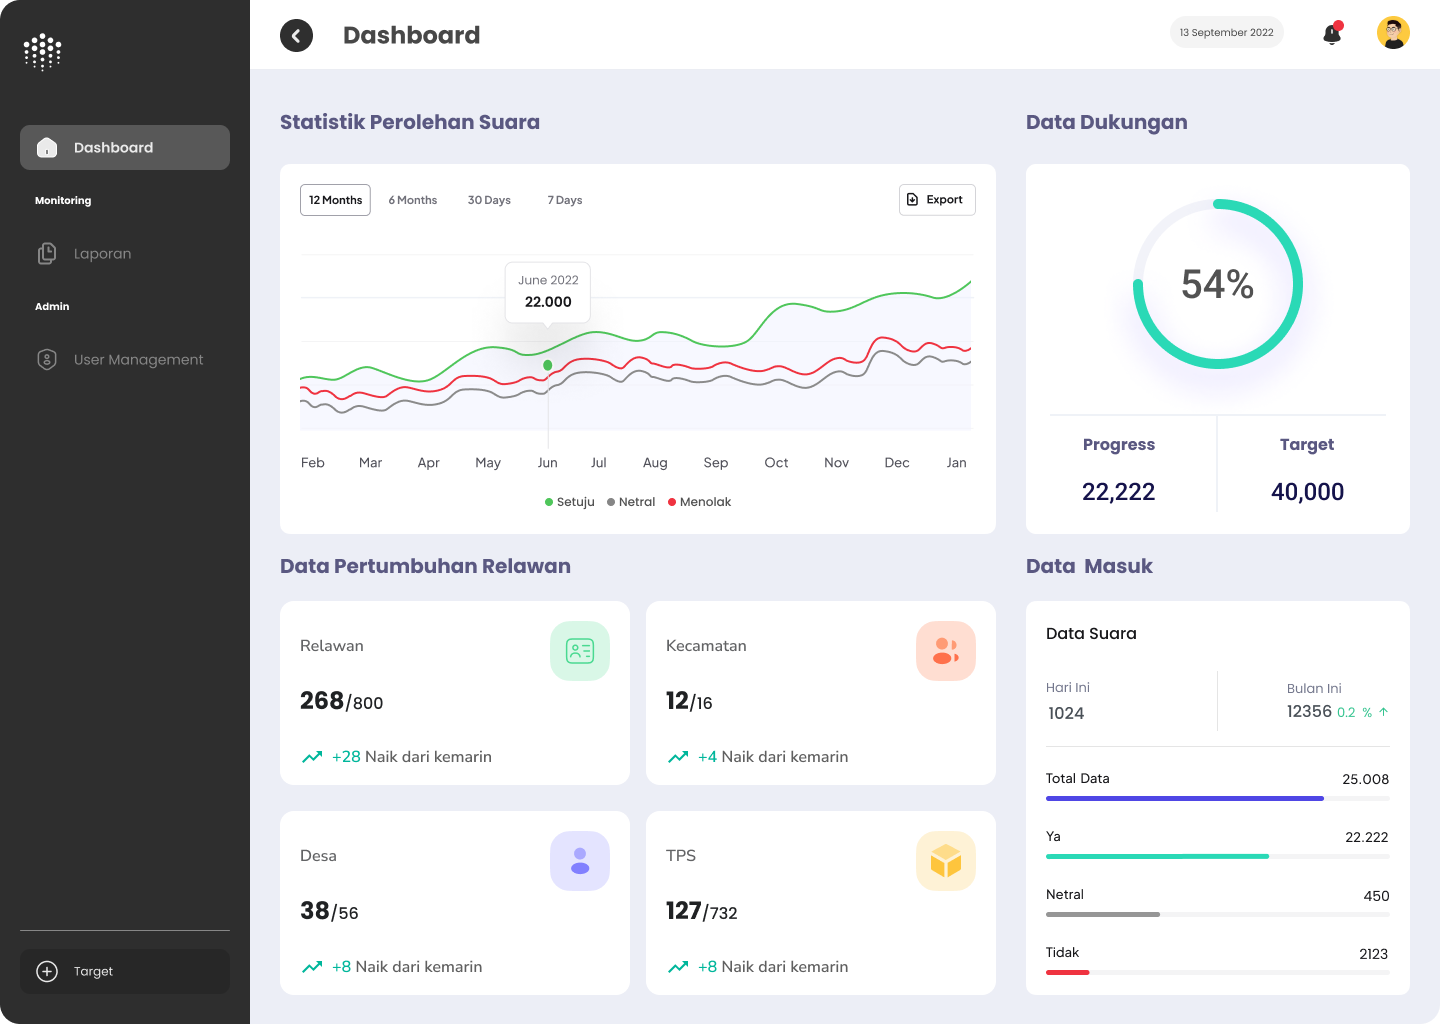 Dashboard
Monitoring
Laporan
Admin
User Management
Target
Dashboard
13 September 2022
Statistik Perolehan Suara
12 Months 6 Months 30 Days 7 Days Export
June 2022
22.000
Feb Mar Apr May Jun Jul Aug Sep Oct Nov Dec Jan
Setuju Netral Menolak
Data Dukungan
54%
Progress Target
22,222 40,000
Data Pertumbuhan Relawan
Relawan
268/800
+28 Naik dari kemarin
Kecamatan
12/16
+4 Naik dari kemarin
Desa
38/56
+8 Naik dari kemarin
TPS
127/732
+8 Naik dari kemarin
Data Masuk
Data Suara
Hari Ini Bulan Ini
1024 12356 0.2 % ↑
Total Data 25.008
Ya 22.222
Netral 450
Tidak 2123